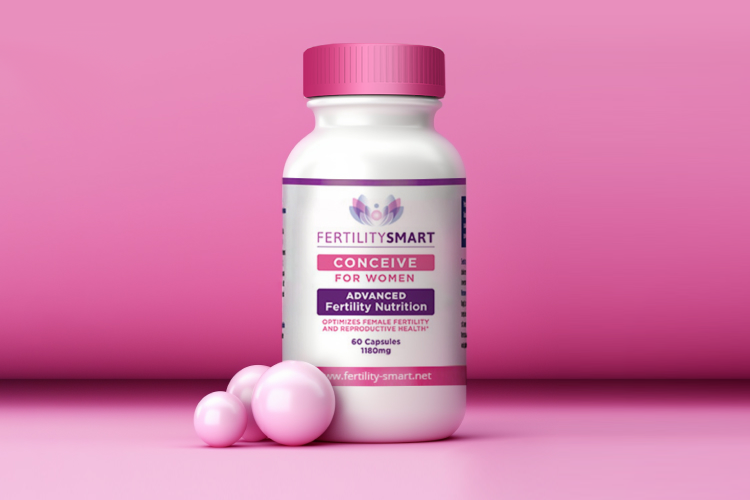 FERTILITYSMART
CONCEIVE
FOR WOMEN
ADVANCED
Fertility Nutrition
OPTIMIZES FEMALE FERTILITY
AND REPRODUCTIVE HEALTH*
60 Capsules
1180mg
www.fertility-smart.net